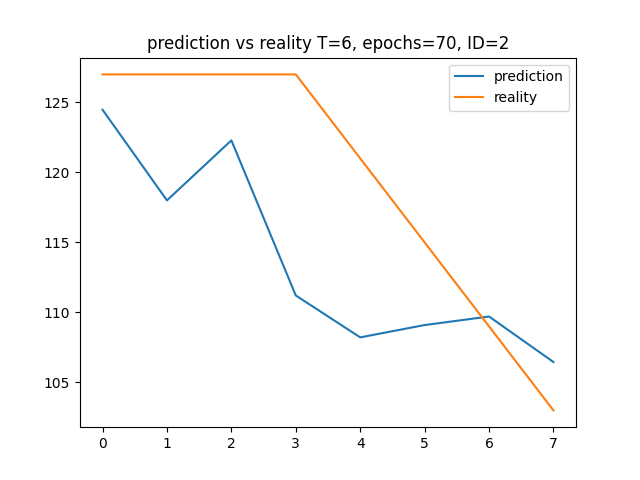 prediction vs reality T=6, epochs=70, ID=2
prediction
reality
125
120
115
110
105
0 1 2 3 4 5 6 7